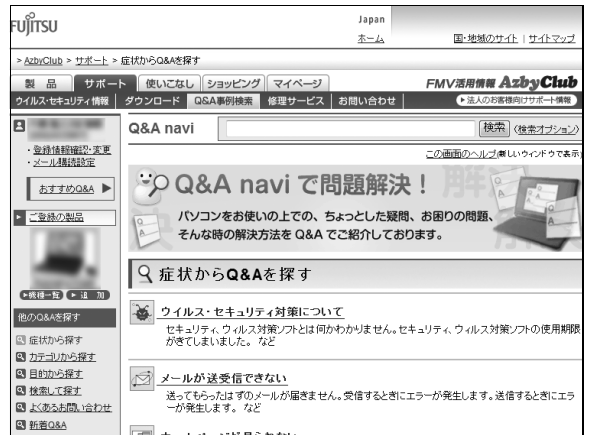 FUJITSU
Japan
ホーム
国・地域のサイト | サイトマップ
> AzbyClub > サポート > 症状からQ&Aを探す
製 品 サポート 使いこなし ショッピング マイページ
FMV活用情報 AzbyClub
ウイルス・セキュリティ情報 ダウンロード Q&A事例検索 修理サービス お問い合わせ
法人のお客様向けサポート情報
Q&A navi 検索 (検索オプション)
・登録情報確認・変更
・メール購読設定
この画面のヘルプ(新しいウィンドウで表示)
おすすめQ&A
Q&A navi で問題解決!
ご登録の製品
パソコンをお使いの上での、ちょっとした疑問、お困りの問題、
そんな時の解決方法を Q&A でご紹介しております。
機種一覧 追 加
症状からQ&Aを探す
他のQ&Aを探す
症状から探す
カテゴリから探す
目的から探す
検索して探す
よくあるお問い合わせ
新着Q&A
ウイルス・セキュリティ対策について
セキュリティ、ウィルス対策ソフトとは何かわかりません。セキュリティ、ウィルス対策ソフトの使用期限
がきてしまいました。 など
メールが送受信できない
送ってもらったはずのメールが届きません。受信するときにエラーが発生します。送信するときにエラ
ーが発生します。 など